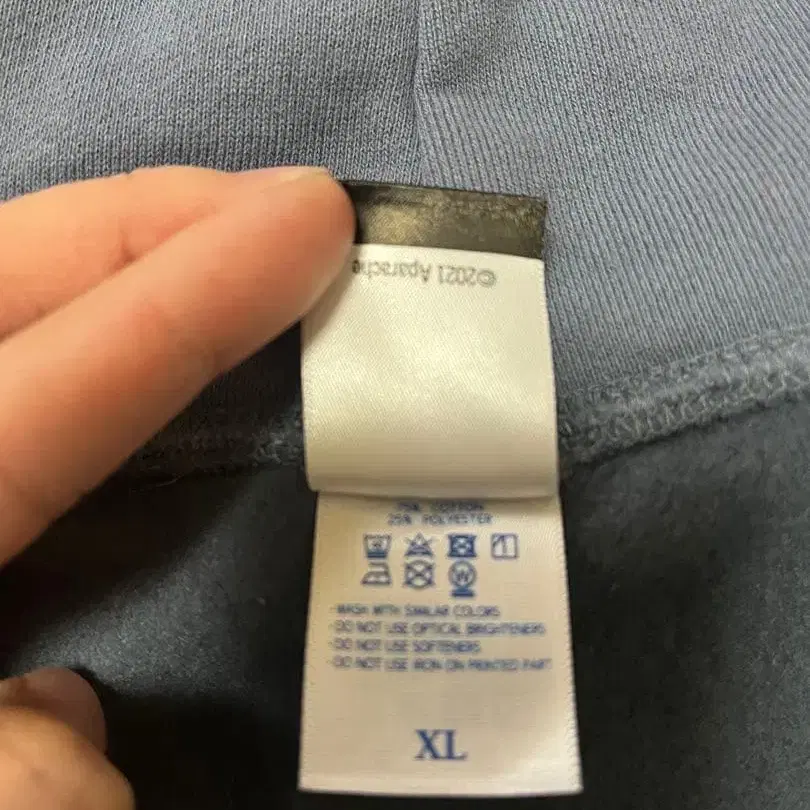 ©2021 Aparache
75% COTTON
25% POLYESTER
W
·WASH WITH SIMILAR COLORS
·DO NOT USE OPTICAL BRIGHTENERS
·DO NOT USE SOFTENERS
·DO NOT USE IRON ON PRINTED PART
XL